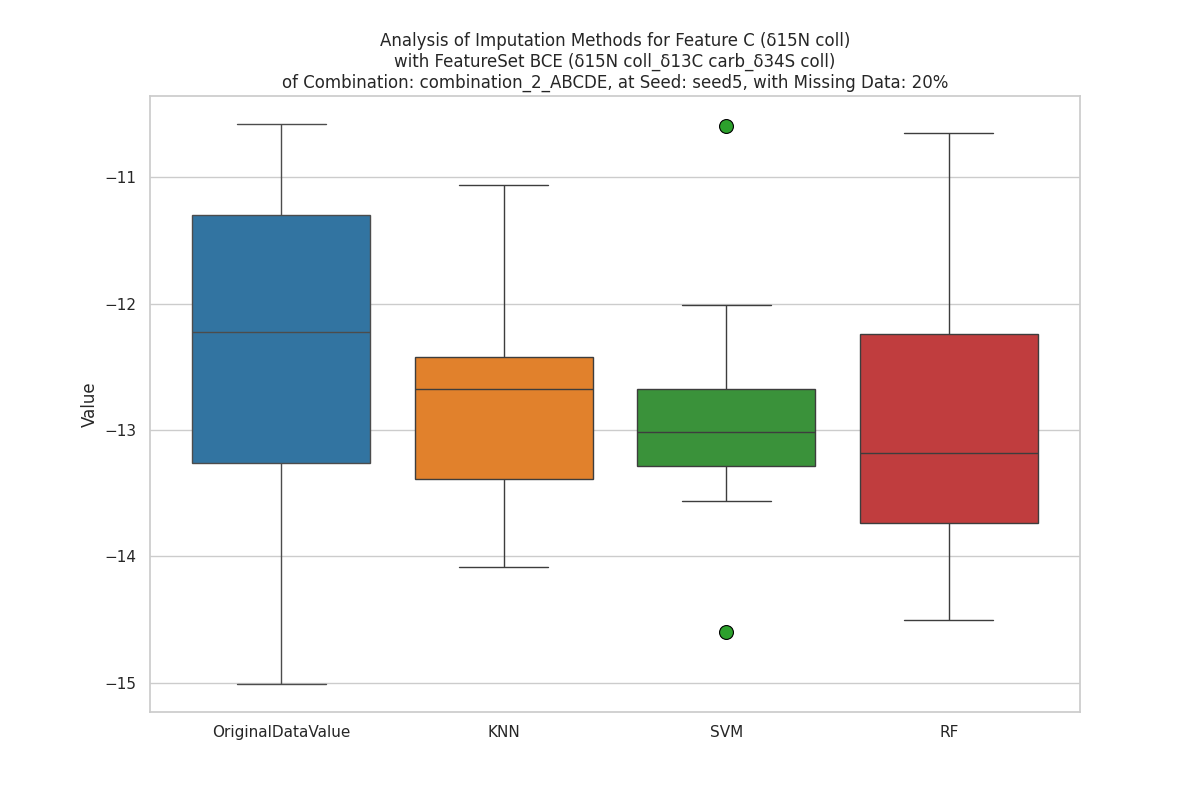 Analysis of Imputation Methods for Feature C (δ15N coll)
with FeatureSet BCE (δ15N coll_δ13C carb_δ34S coll)
of Combination: combination_2_ABCDE, at Seed: seed5, with Missing Data: 20%
Value
−11
−12
−13
−14
−15
OriginalDataValue
KNN
SVM
RF